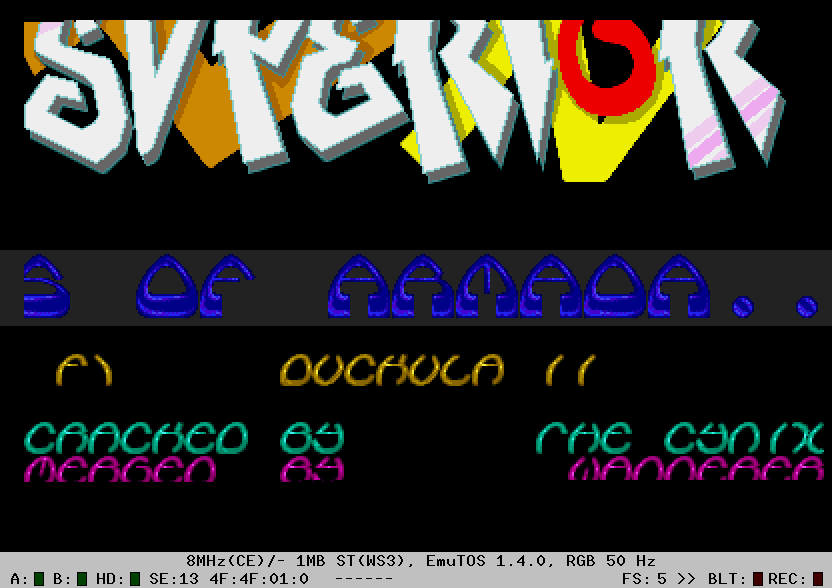 SUPERIOR
S OF ARMADA..
F) DUCKULA II
CRACKED BY THE CYNIX
MERGED BY
8MHz(CE)/- 1MB ST(WS3), EmuTOS 1.4.0, RGB 50 Hz
A: B: HD: SE:13 4F:4F:01:0 ------ FS: 5 >> BLT: REC: